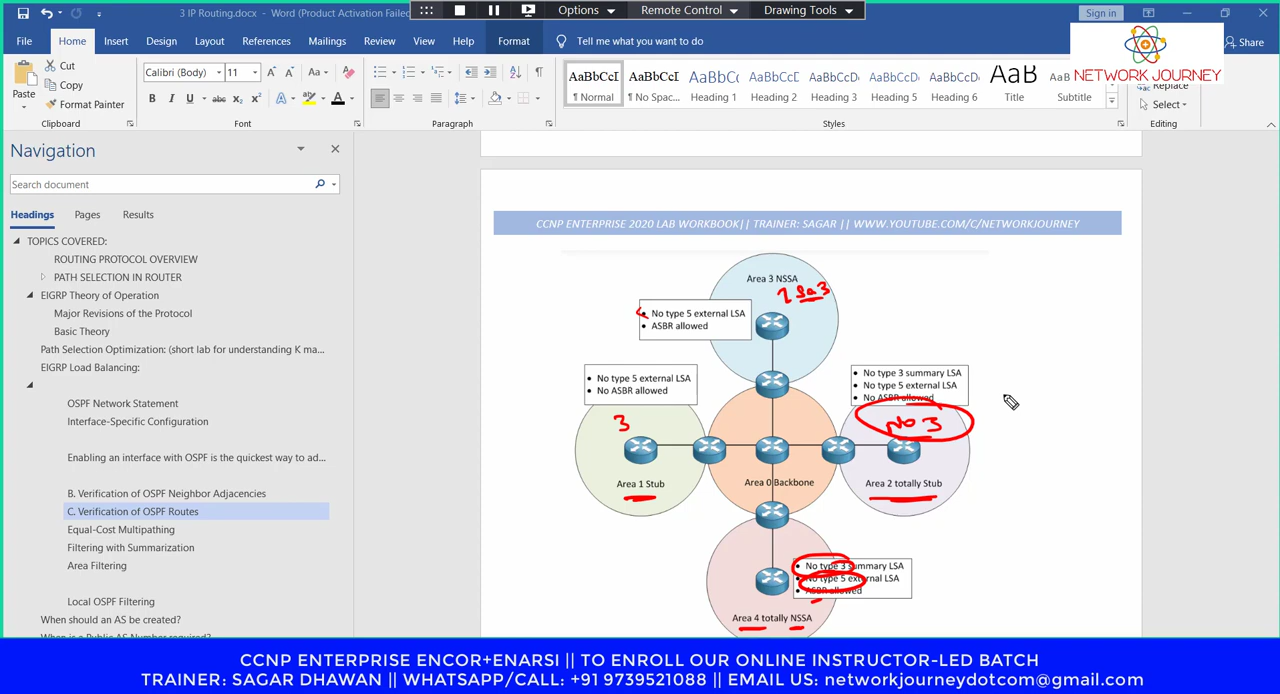 3 IP Routing.docx - Word (Product Activation Failed
Options
Remote Control
Drawing Tools
Sign in
File Home Insert Design Layout References Mailings Review View Help Format Tell me what you want to do
Share
NETWORK JOURNEY
Paste
Cut
Copy
Format Painter
Calibri (Body) 11
AaBbCcI
AaBbCcI
AaBbCc
AaBbCcD
AaBbCcD
AaBbCcD
AaBbCcD
AaB
¶ Normal
¶ No Spac...
Heading 1
Heading 2
Heading 3
Heading 4
Heading 5
Heading 6
Title
Subtitle
Replace
Select
Clipboard
Font
Paragraph
Styles
Editing
Navigation
Search document
Headings Pages Results
TOPICS COVERED:
ROUTING PROTOCOL OVERVIEW
PATH SELECTION IN ROUTER
EIGRP Theory of Operation
Major Revisions of the Protocol
Basic Theory
Path Selection Optimization: (short lab for understanding K ma...
EIGRP Load Balancing:
OSPF Network Statement
Interface-Specific Configuration
Enabling an interface with OSPF is the quickest way to ad...
B. Verification of OSPF Neighbor Adjacencies
C. Verification of OSPF Routes
Equal-Cost Multipathing
Filtering with Summarization
Area Filtering
Local OSPF Filtering
When should an AS be created?
When is a Public AS Number required?
CCNP ENTERPRISE 2020 LAB WORKBOOK|| TRAINER: SAGAR || WWW.YOUTUBE.COM/C/NETWORKJOURNEY
Area 3 NSSA
No type 5 external LSA
ASBR allowed
No type 5 external LSA
No ASBR allowed
No type 3 summary LSA
No type 5 external LSA
No ASBR allowed
3
No 3
Area 1 Stub
Area 0 Backbone
Area 2 totally Stub
No type 3 summary LSA
No type 5 external LSA
ASBR allowed
Area 4 totally NSSA
CCNP ENTERPRISE ENCOR+ENARSI || TO ENROLL OUR ONLINE INSTRUCTOR-LED BATCH
TRAINER: SAGAR DHAWAN || WHATSAPP/CALL: +91 9739521088 || EMAIL US: networkjourneydotcom@gmail.com